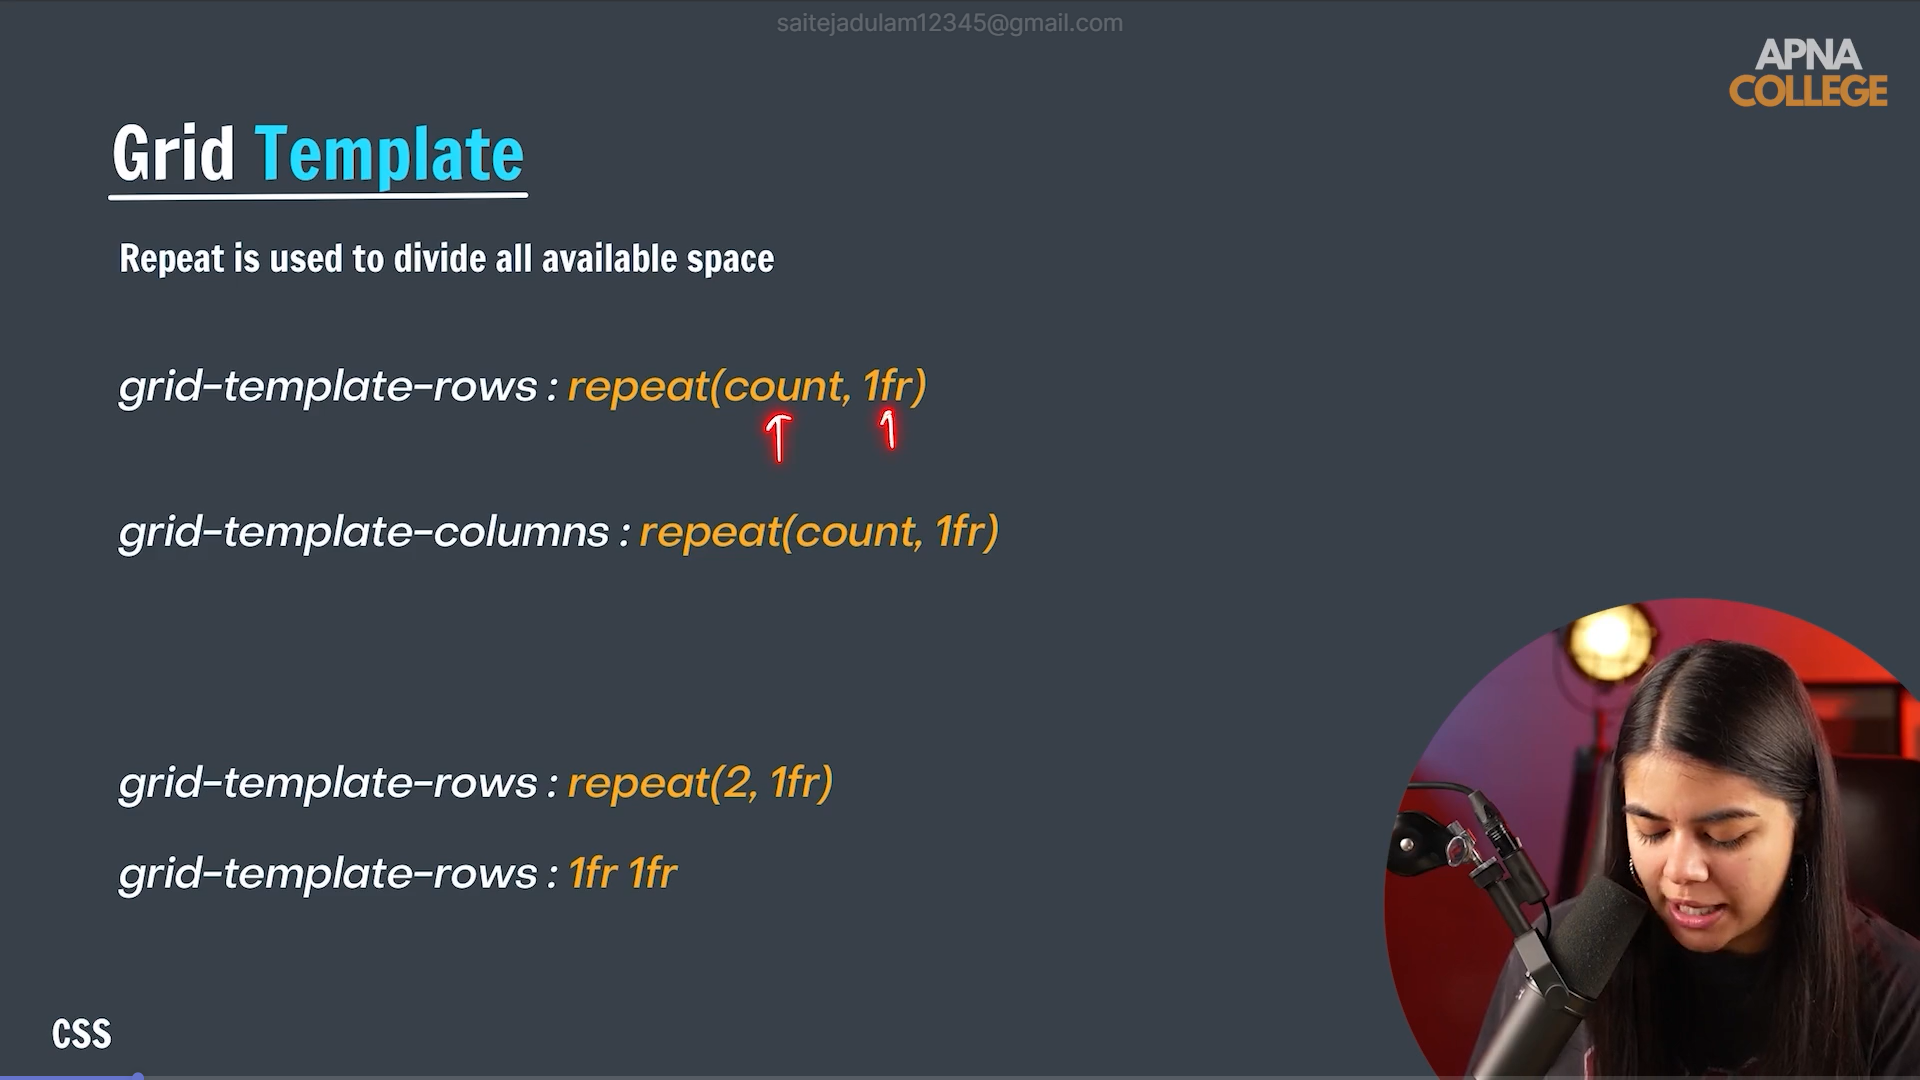 saitejadulam12345@gmail.com
APNA
COLLEGE
Grid Template
Repeat is used to divide all available space
grid-template-rows : repeat(count, 1fr)
grid-template-columns : repeat(count, 1fr)
grid-template-rows : repeat(2, 1fr)
grid-template-rows : 1fr 1fr
CSS